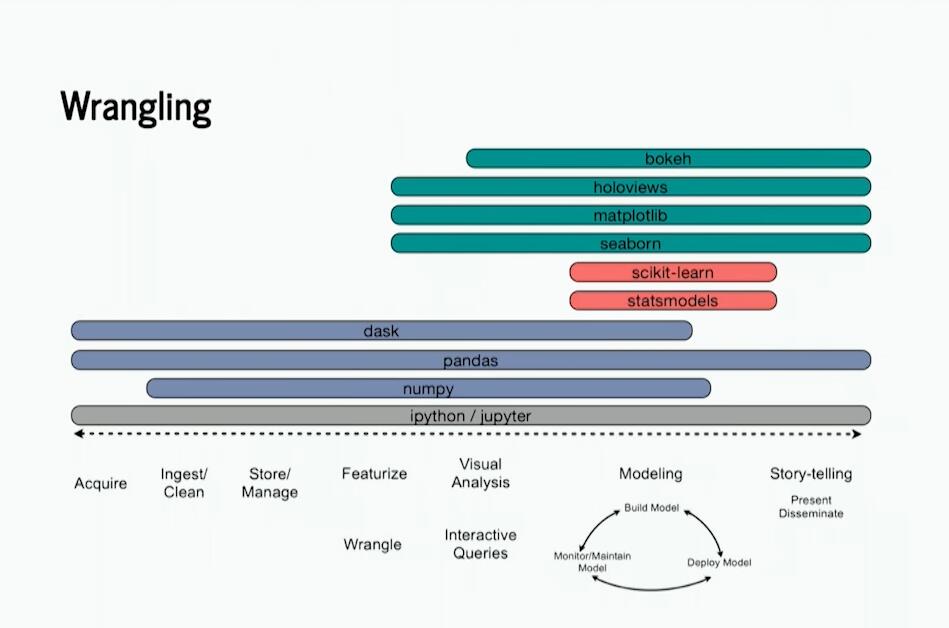 Wrangling
bokeh
holoviews
matplotlib
seaborn
scikit-learn
statsmodels
dask
pandas
numpy
ipython / jupyter
Acquire
Ingest/
Clean
Store/
Manage
Featurize
Wrangle
Visual
Analysis
Interactive
Queries
Modeling
Build Model
Monitor/Maintain
Model
Deploy Model
Story-telling
Present
Disseminate